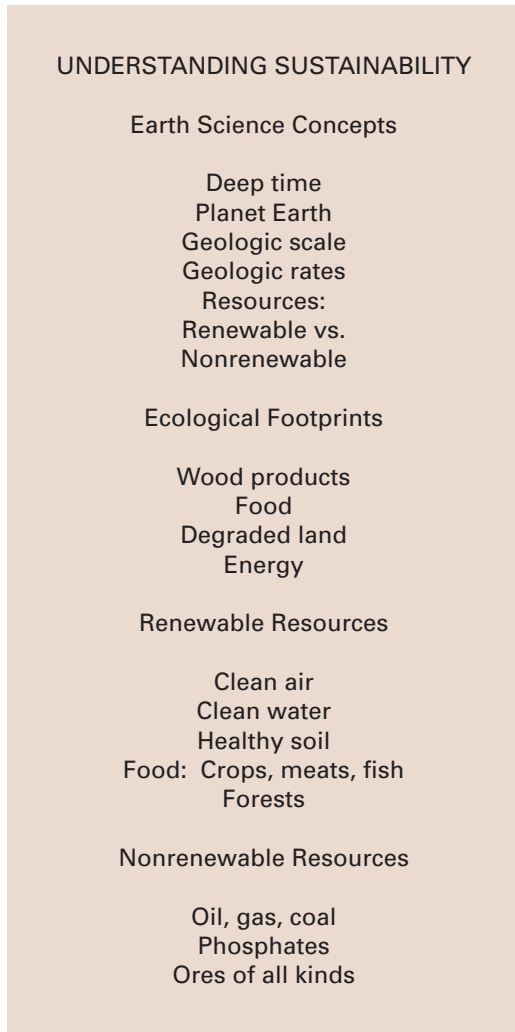 UNDERSTANDING SUSTAINABILITY
Earth Science Concepts
Deep time
Planet Earth
Geologic scale
Geologic rates
Resources:
Renewable vs.
Nonrenewable
Ecological Footprints
Wood products
Food
Degraded land
Energy
Renewable Resources
Clean air
Clean water
Healthy soil
Food:  Crops, meats, fish
Forests
Nonrenewable Resources
Oil, gas, coal
Phosphates
Ores of all kinds